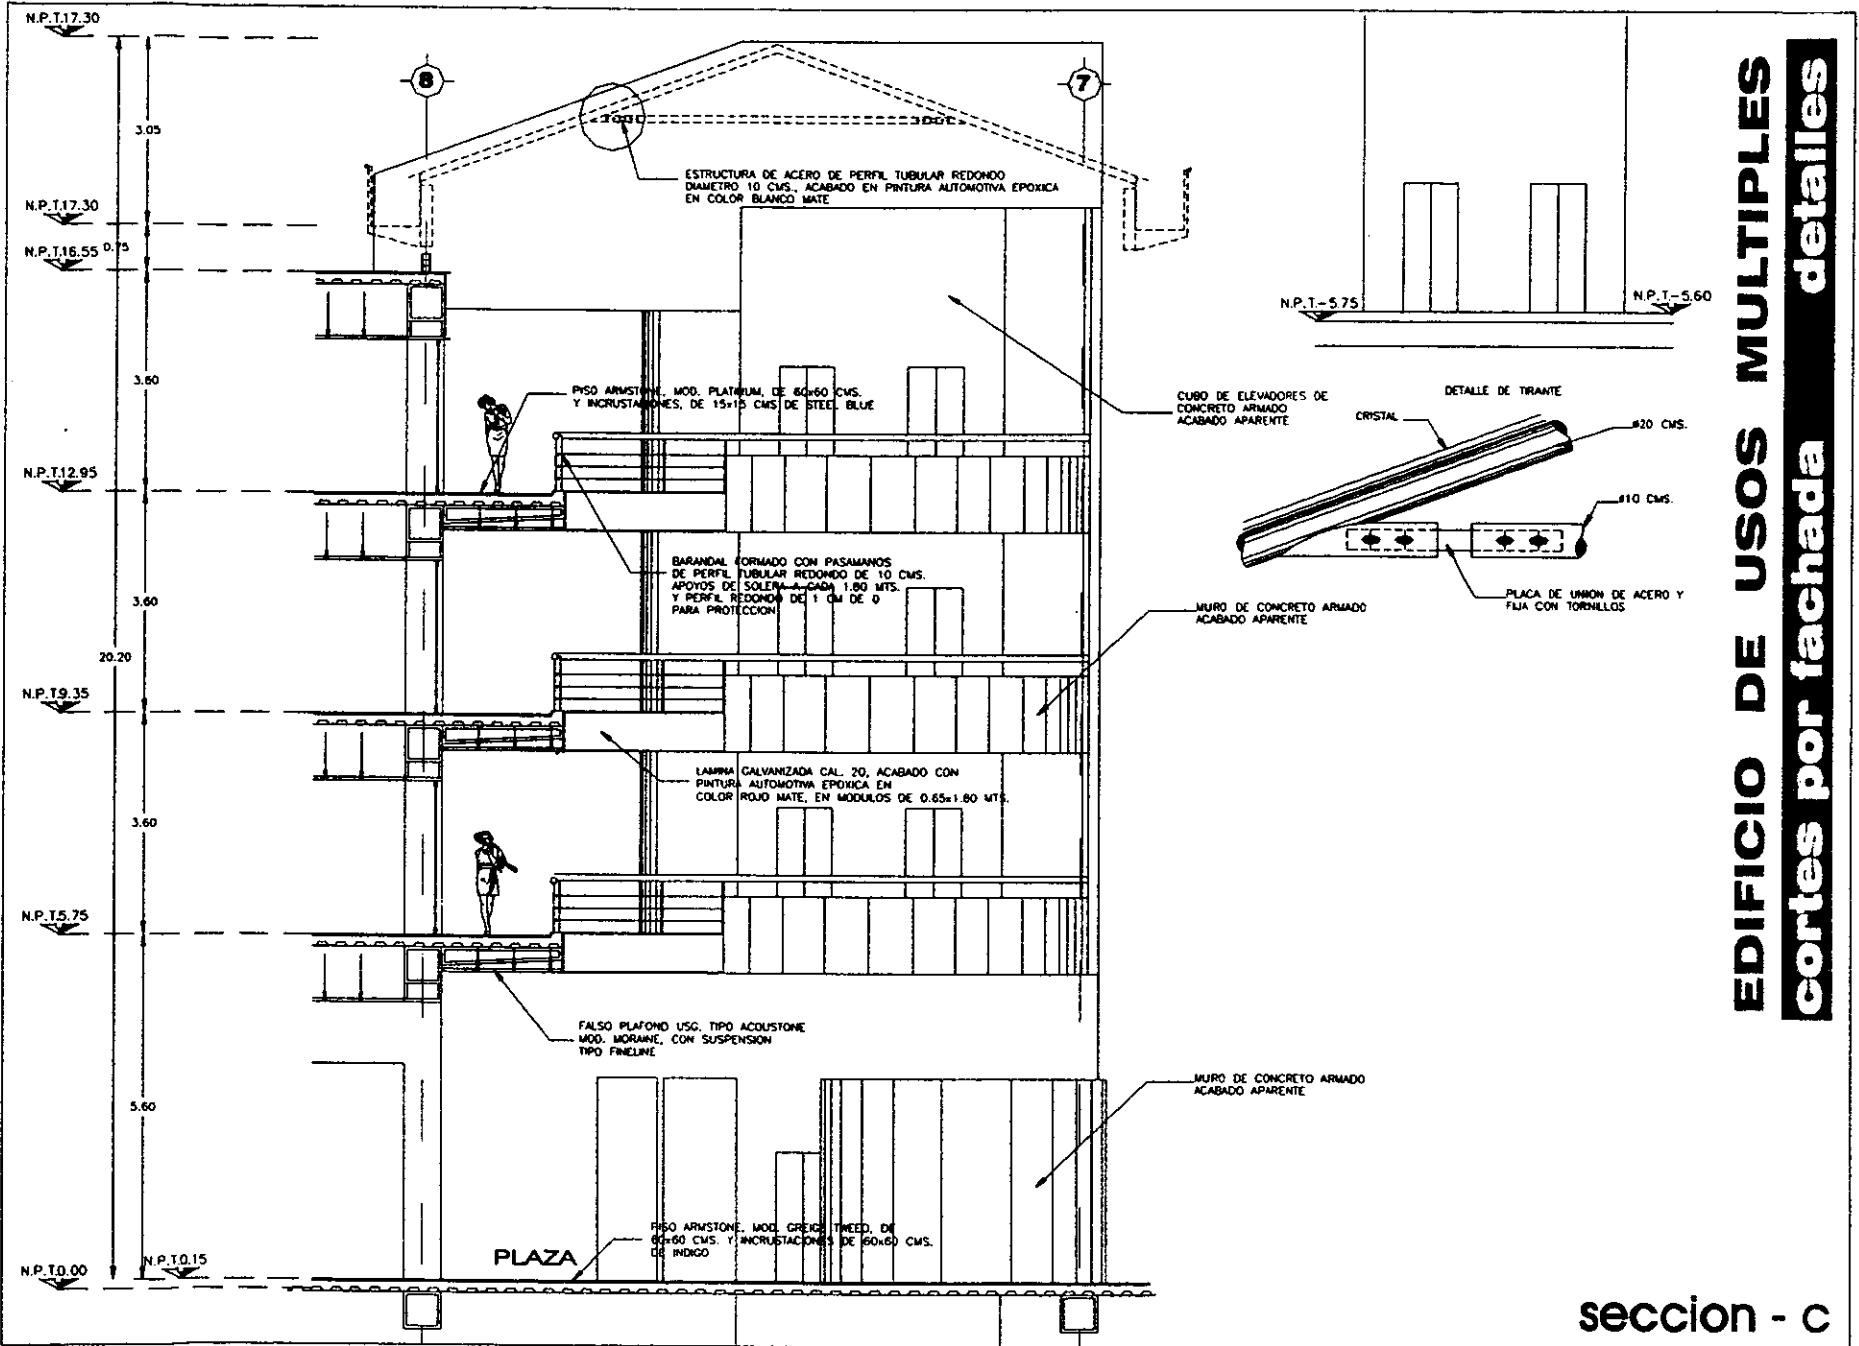 N.P.T.17.30
3.05
8
7
ESTRUCTURA DE ACERO DE PERFIL TUBULAR REDONDO
DIAMETRO 10 CMS., ACABADO EN PINTURA AUTOMOTIVA EPOXICA
EN COLOR BLANCO MATE
N.P.T.17.30
0.75
N.P.T.16.55
3.60
PISO ARMSTONE, MOD. PLATINUM, DE 60x60 CMS.
Y INCRUSTACIONES, DE 15x15 CMS DE STEEL BLUE
N.P.T.12.95
CUBO DE ELEVADORES DE
CONCRETO ARMADO
ACABADO APARENTE
3.60
BARANDAL FORMADO CON PASAMANOS
DE PERFIL TUBULAR REDONDO DE 10 CMS.
APOYOS DE SOLERA A CADA 1.80 MTS.
Y PERFIL REDONDO DE 1 CM DE O
PARA PROTECCION
MURO DE CONCRETO ARMADO
ACABADO APARENTE
20.20
N.P.T.9.35
LAMINA GALVANIZADA CAL. 20, ACABADO CON
PINTURA AUTOMOTIVA EPOXICA EN
COLOR ROJO MATE, EN MODULOS DE 0.65x1.80 MTS.
3.60
N.P.T.5.75
FALSO PLAFOND USG. TIPO ACOUSTONE
MOD. MORAINE, CON SUSPENSION
TIPO FINELINE
5.60
MURO DE CONCRETO ARMADO
ACABADO APARENTE
PISO ARMSTONE, MOD. GREIGE TWEED, DE
60x60 CMS. Y INCRUSTACIONES DE 60x60 CMS.
DE INDIGO
PLAZA
N.P.T.0.15
N.P.T.0.00
N.P.T.-5.75
N.P.T.-5.60
DETALLE DE TIRANTE
CRISTAL
ø20 CMS.
ø10 CMS.
PLACA DE UNION DE ACERO Y
FIJA CON TORNILLOS
EDIFICIO DE USOS MULTIPLES
cortes por fachada detalles
seccion - c